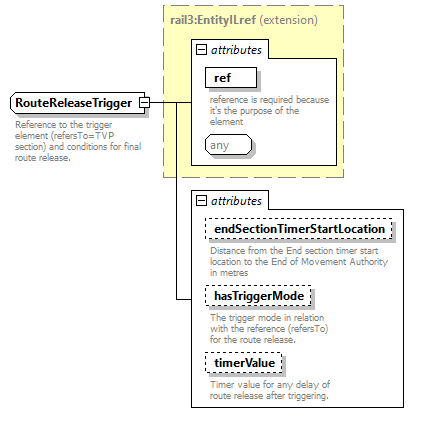 rail3:EntityILref (extension)
attributes
ref
reference is required because
it's the purpose of the
element
any
RouteReleaseTrigger
Reference to the trigger
element (refersTo=TVP
section) and conditions for final
route release.
attributes
endSectionTimerStartLocation
Distance from the End section timer start
location to the End of Movement Authority
in metres
hasTriggerMode
The trigger mode in relation
with the reference (refersTo)
for the route release.
timerValue
Timer value for any delay of
route release after triggering.